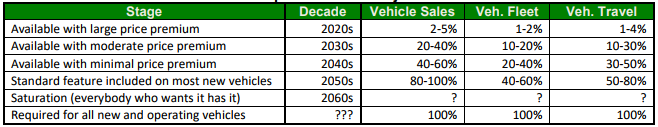 Stage Decade Vehicle Sales Veh. Fleet Veh. Travel
Available with large price premium 2020s 2-5% 1-2% 1-4%
Available with moderate price premium 2030s 20-40% 10-20% 10-30%
Available with minimal price premium 2040s 40-60% 20-40% 30-50%
Standard feature included on most new vehicles 2050s 80-100% 40-60% 50-80%
Saturation (everybody who wants it has it) 2060s ? ? ?
Required for all new and operating vehicles ??? 100% 100% 100%